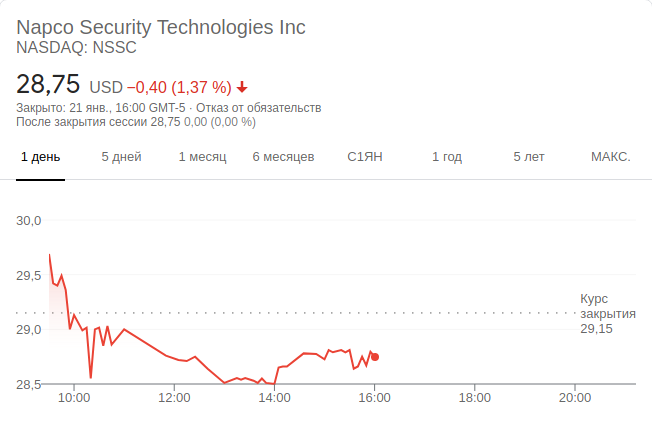 Napco Security Technologies Inc
NASDAQ: NSSC
28,75 USD −0,40 (1,37 %)
Закрыто: 21 янв., 16:00 GMT-5 · Отказ от обязательств
После закрытия сессии 28,75 0,00 (0,00 %)
1 день 5 дней 1 месяц 6 месяцев С1ЯН 1 год 5 лет МАКС.
30,0
29,5
Курс
закрытия
29,15
29,0
28,5
10:00 12:00 14:00 16:00 18:00 20:00